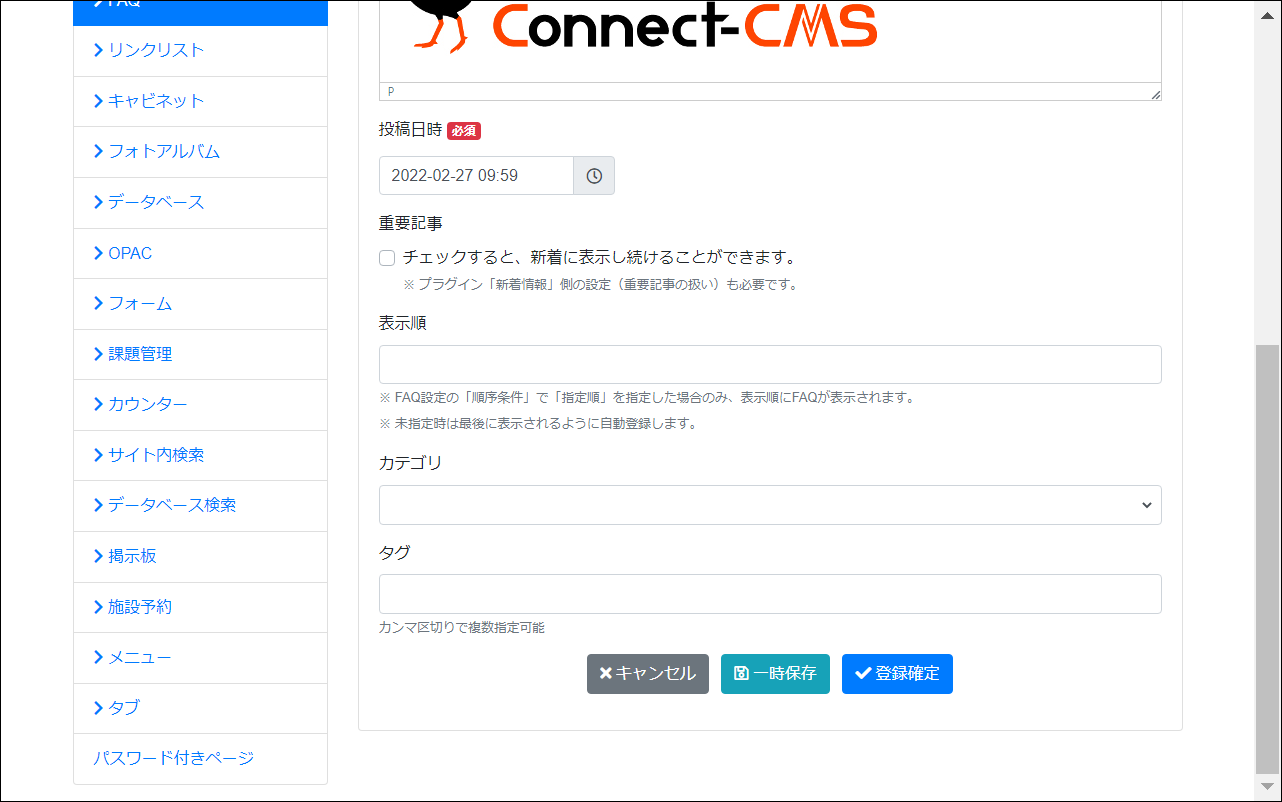 FAQ
リンクリスト
キャビネット
フォトアルバム
データベース
OPAC
フォーム
課題管理
カウンター
サイト内検索
データベース検索
掲示板
施設予約
メニュー
タブ
パスワード付きページ
Connect-CMS
P
投稿日時 必須
2022-02-27 09:59
重要記事
チェックすると、新着に表示し続けることができます。
※ プラグイン「新着情報」側の設定（重要記事の扱い）も必要です。
表示順
※ FAQ設定の「順序条件」で「指定順」を指定した場合のみ、表示順にFAQが表示されます。
※ 未指定時は最後に表示されるように自動登録します。
カテゴリ
タグ
カンマ区切りで複数指定可能
キャンセル 一時保存 登録確定